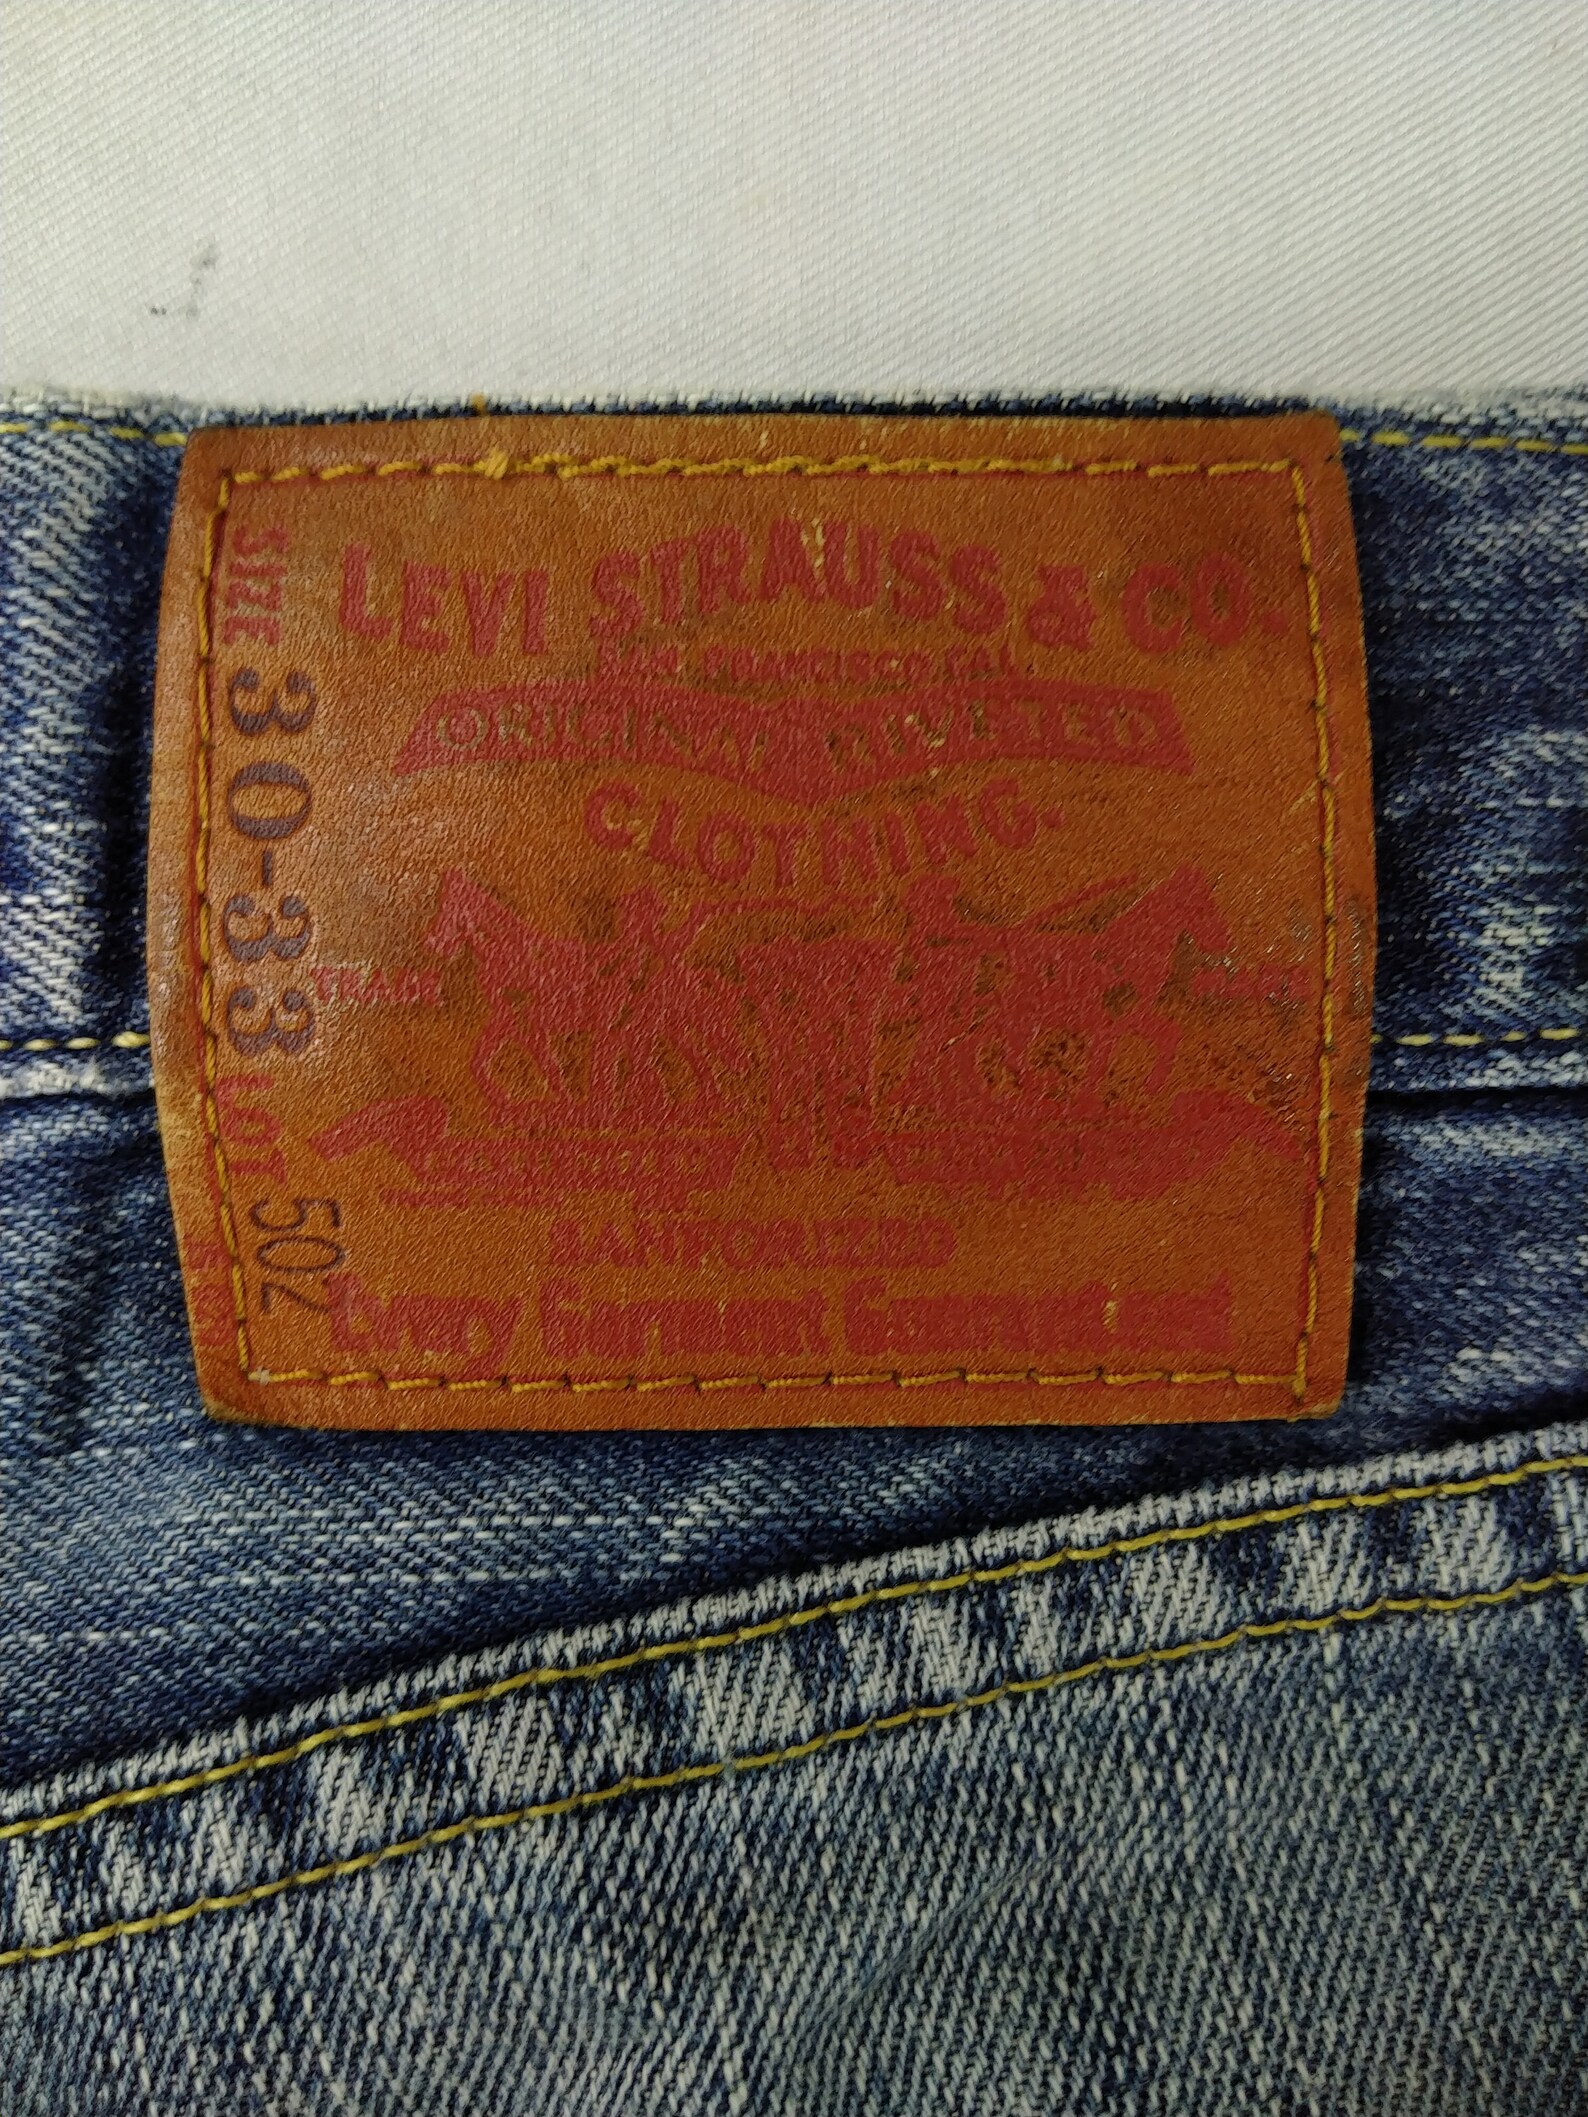 LEVI STRAUSS & CO.
SAN FRANCISCO CAL
ORIGINAL RIVETED
CLOTHING.
TRADE
SANFORIZED
Every Garment Guaranteed
SIZE 30-33 LOT 502